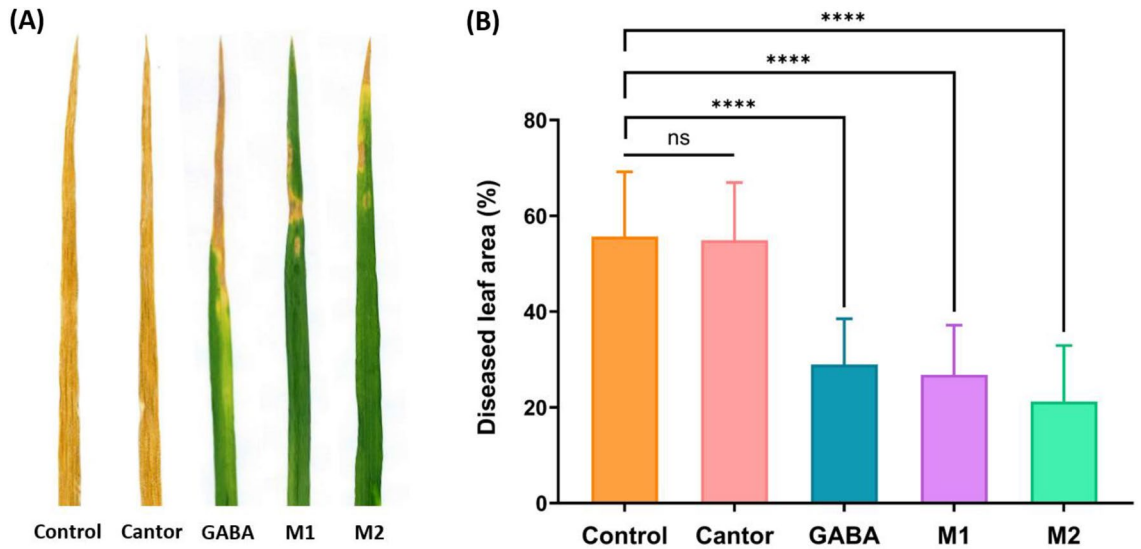 (A)
Control Cantor GABA M1 M2
(B)
****
****
****
ns
Diseased leaf area (%)
80
60
40
20
0
Control Cantor GABA M1 M2